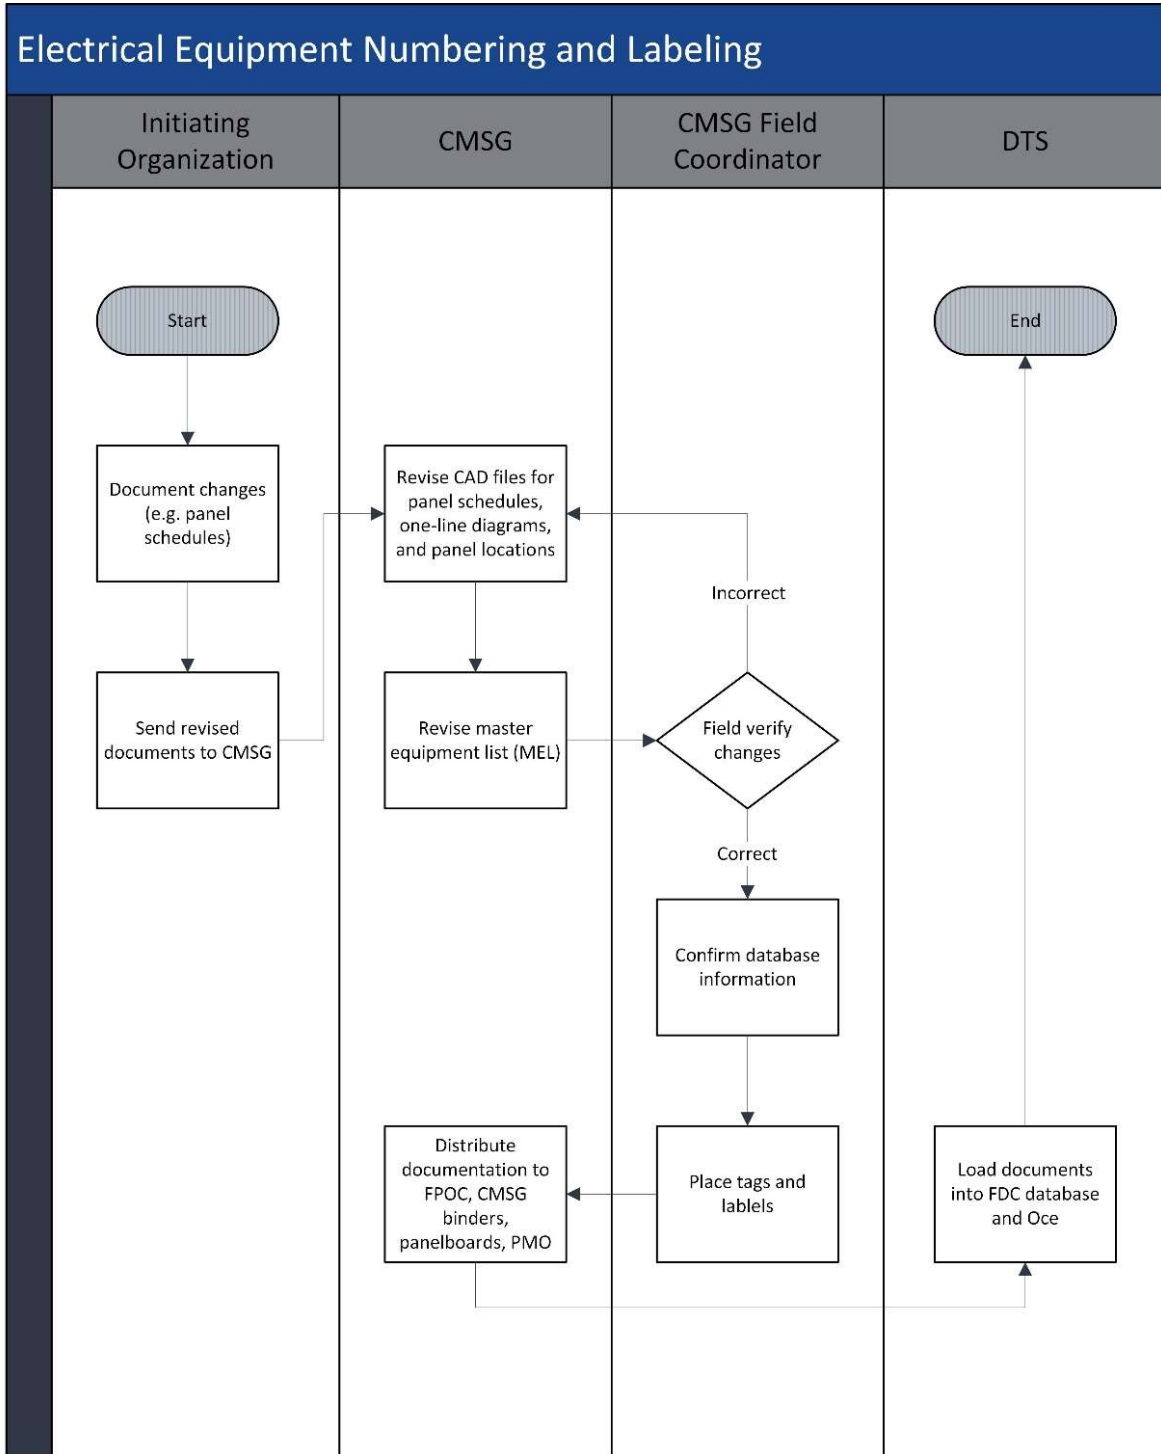 Electrical Equipment Numbering and Labeling
Initiating
Organization
CMSG
CMSG Field
Coordinator
DTS
Start
End
Document changes
(e.g. panel
schedules)
Revise CAD files for
panel schedules,
one-line diagrams,
and panel locations
Incorrect
Send revised
documents to CMSG
Revise master
equipment list (MEL)
Field verify
changes
Correct
Confirm database
information
Distribute
documentation to
FPOC, CMSG
binders,
panelboards, PMO
Place tags and
lablels
Load documents
into FDC database
and Oce